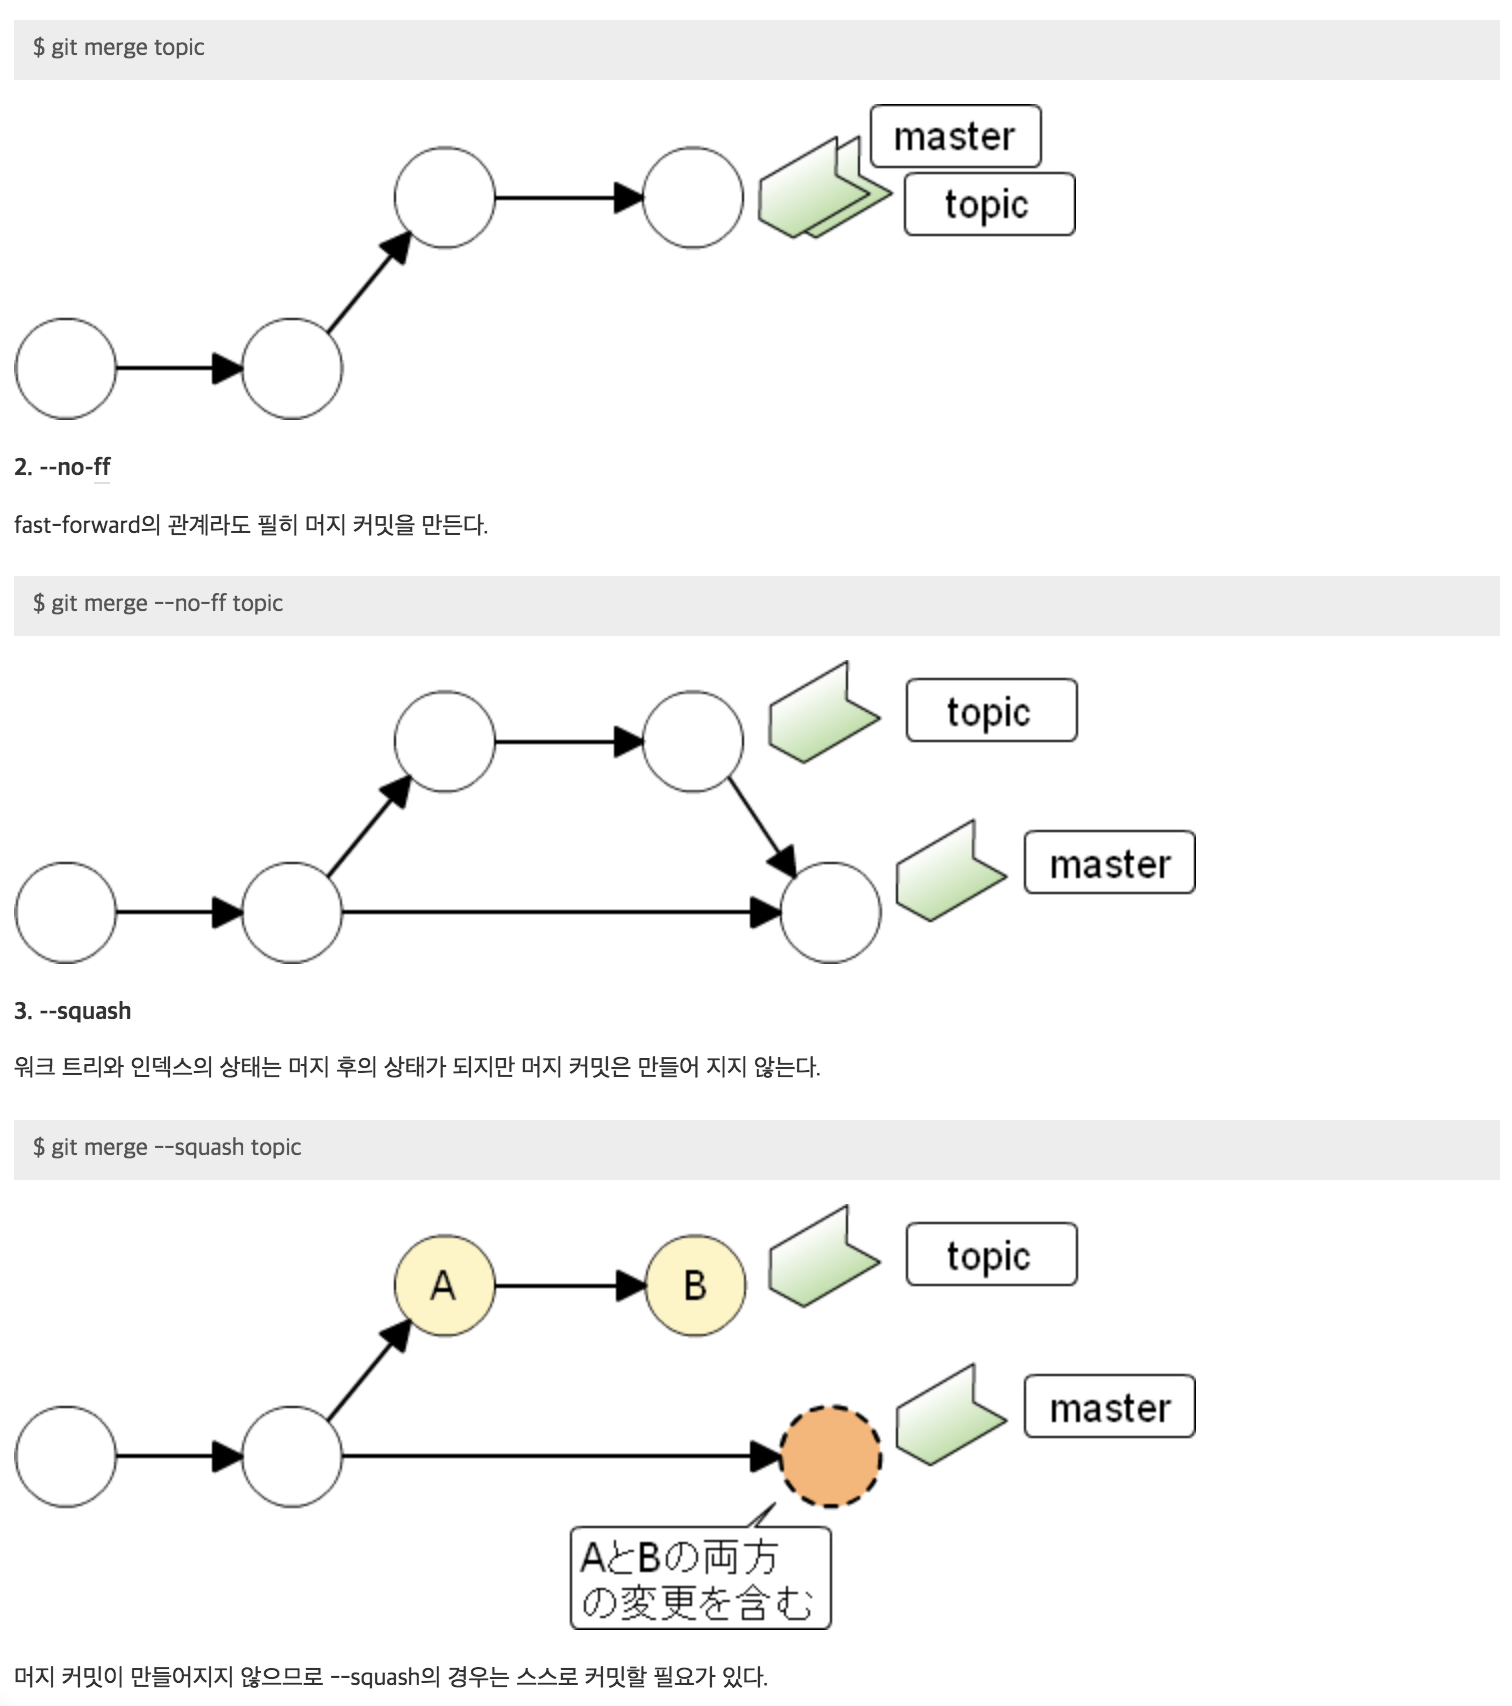 $ git merge topic
master
topic
2. --no-ff
fast-forward의 관계라도 필히 머지 커밋을 만든다.
$ git merge --no-ff topic
topic
master
3. --squash
워크 트리와 인덱스의 상태는 머지 후의 상태가 되지만 머지 커밋은 만들어 지지 않는다.
$ git merge --squash topic
A
B
topic
master
AとBの両方
の変更を含む
머지 커밋이 만들어지지 않으므로 --squash의 경우는 스스로 커밋할 필요가 있다.